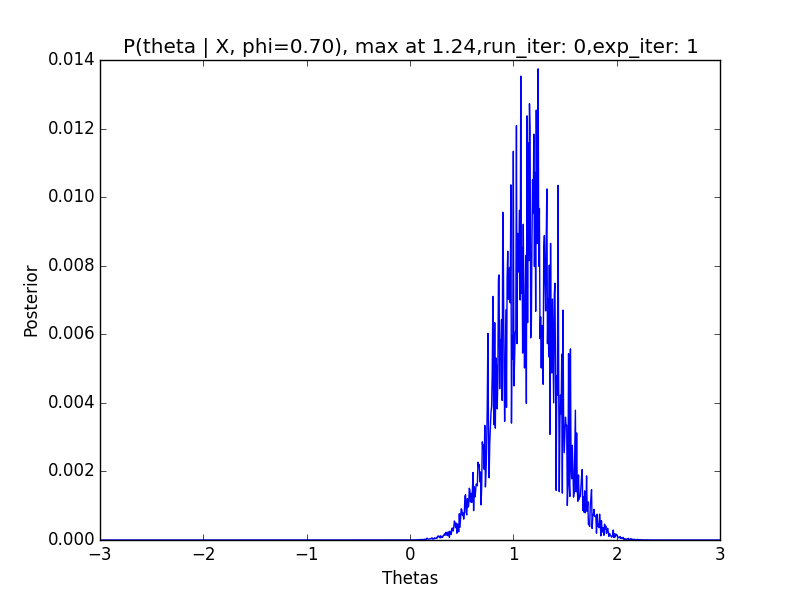 P(theta | X, phi=0.70), max at 1.24,run_iter: 0,exp_iter: 1
0.014
0.012
0.010
0.008
0.006
0.004
0.002
0.000
Posterior
−3 −2 −1 0 1 2 3
Thetas